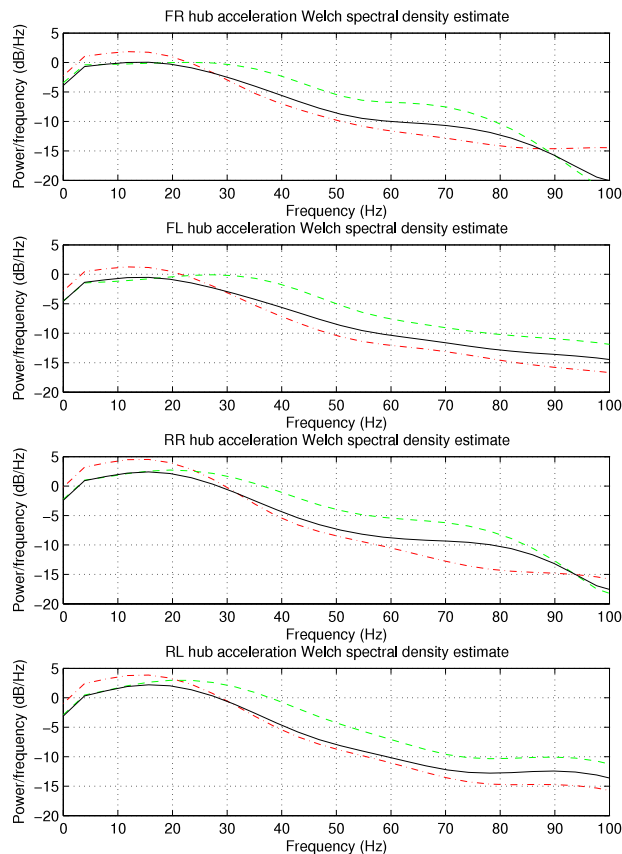 FR hub acceleration Welch spectral density estimate
Power/frequency (dB/Hz)
5
0
−5
−10
−15
−20
0 10 20 30 40 50 60 70 80 90 100
Frequency (Hz)
FL hub acceleration Welch spectral density estimate
Power/frequency (dB/Hz)
5
0
−5
−10
−15
−20
0 10 20 30 40 50 60 70 80 90 100
Frequency (Hz)
RR hub acceleration Welch spectral density estimate
Power/frequency (dB/Hz)
5
0
−5
−10
−15
−20
0 10 20 30 40 50 60 70 80 90 100
Frequency (Hz)
RL hub acceleration Welch spectral density estimate
Power/frequency (dB/Hz)
5
0
−5
−10
−15
−20
0 10 20 30 40 50 60 70 80 90 100
Frequency (Hz)